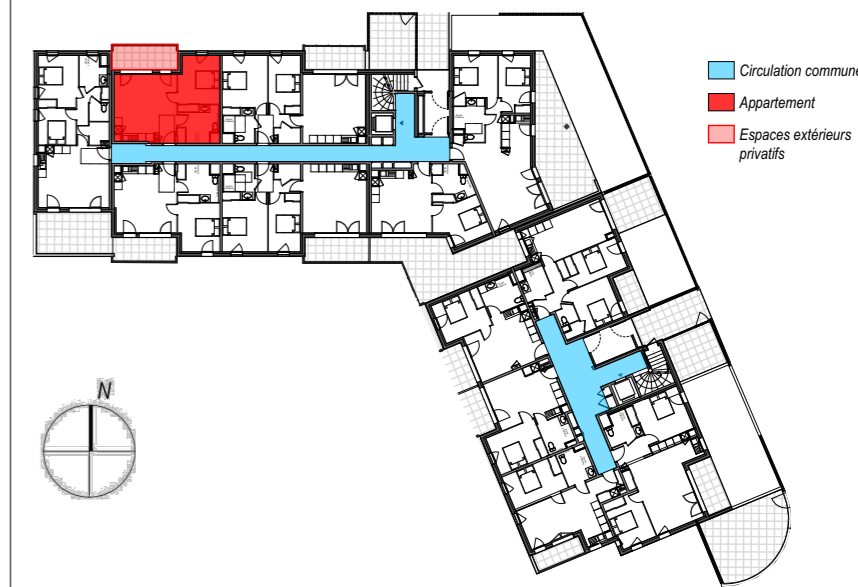 Circulation commune
Appartement
Espaces extérieurs
privatifs
N